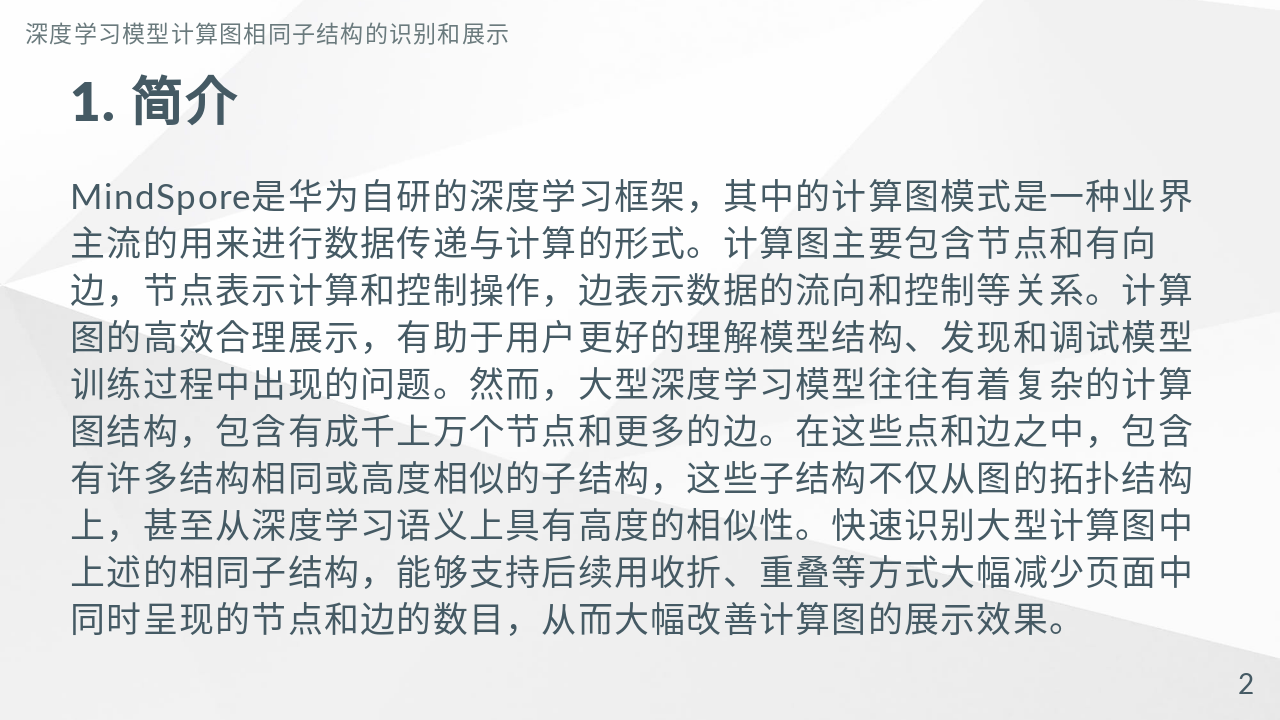 深度学习模型计算图相同子结构的识别和展示
1. 简介
MindSpore是华为自研的深度学习框架，其中的计算图模式是一种业界
主流的用来进行数据传递与计算的形式。计算图主要包含节点和有向
边，节点表示计算和控制操作，边表示数据的流向和控制等关系。计算
图的高效合理展示，有助于用户更好的理解模型结构、发现和调试模型
训练过程中出现的问题。然而，大型深度学习模型往往有着复杂的计算
图结构，包含有成千上万个节点和更多的边。在这些点和边之中，包含
有许多结构相同或高度相似的子结构，这些子结构不仅从图的拓扑结构
上，甚至从深度学习语义上具有高度的相似性。快速识别大型计算图中
上述的相同子结构，能够支持后续用收折、重叠等方式大幅减少页面中
同时呈现的节点和边的数目，从而大幅改善计算图的展示效果。
2